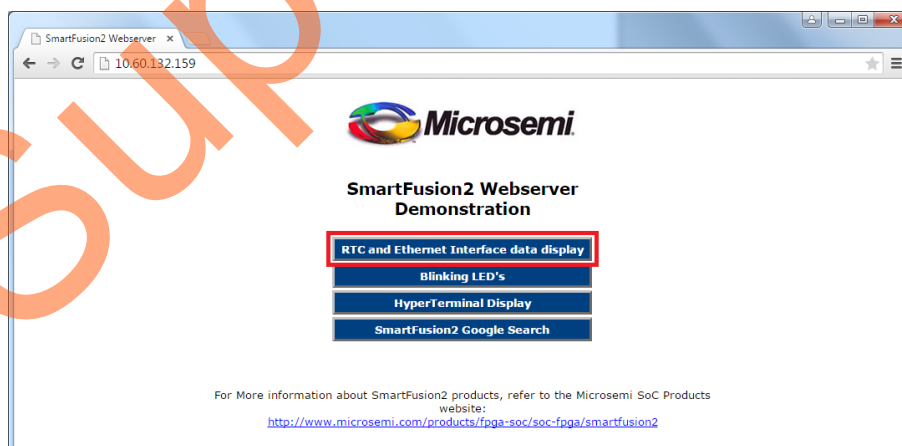 SmartFusion2 Webserver
10.60.132.159
Microsemi
SmartFusion2 Webserver
Demonstration
RTC and Ethernet Interface data display
Blinking LED's
HyperTerminal Display
SmartFusion2 Google Search
For More information about SmartFusion2 products, refer to the Microsemi SoC Products
website:
http://www.microsemi.com/products/fpga-soc/soc-fpga/smartfusion2
Sup